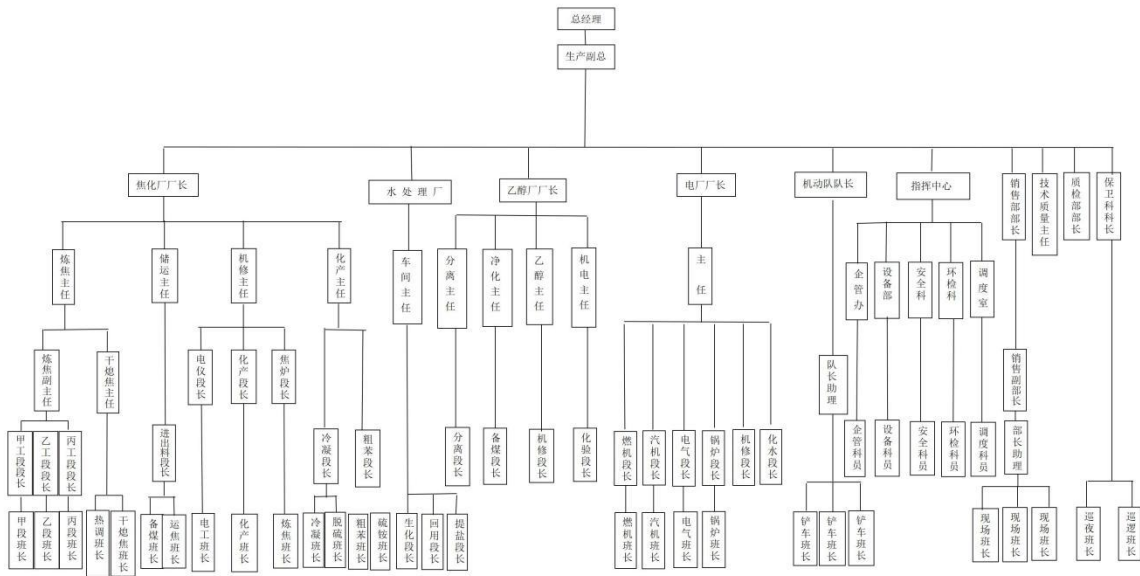 总经理
生产副总
焦化厂厂长
水处理厂
乙醇厂厂长
电厂厂长
机动队队长
指挥中心
销售部部长
技术质量主任
质检部部长
保卫科科长
炼焦主任
储运主任
机修主任
化产主任
车间主任
分离主任
净化主任
乙醇主任
机电主任
主任
企管办
设备部
安全科
环检科
调度室
炼焦副主任
干熄焦主任
电仪段长
化产段长
焦炉段长
队长助理
销售副部长
甲工段段长
乙工段段长
丙工段段长
进出料段长
冷凝段长
粗苯段长
分离段长
备煤段长
机修段长
化验段长
燃机段长
汽机段长
电气段长
锅炉段长
机修段长
化水段长
企管科员
设备科员
安全科员
环检科员
调度科员
部长助理
甲段班长
乙段班长
丙段班长
热调班长
干熄焦班长
备煤班长
运焦班长
电工班长
化产班长
炼焦班长
冷凝班长
脱硫班长
粗苯班长
硫铵班长
生化段长
回用段长
提盐段长
燃机班长
汽机班长
电气班长
锅炉班长
铲车班长
铲车班长
铲车班长
现场班长
现场班长
现场班长
巡夜班长
巡逻班长